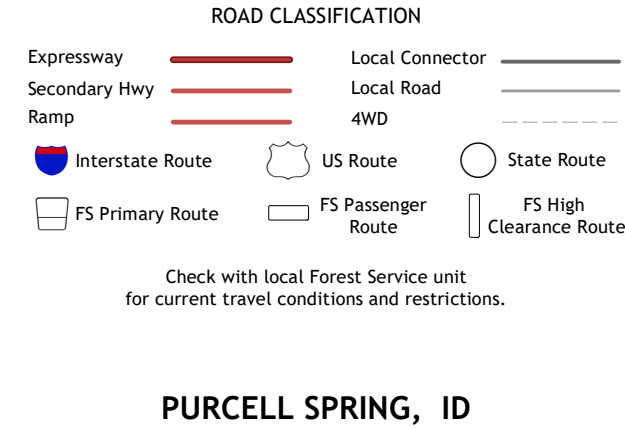 ROAD CLASSIFICATION
Expressway
Local Connector
Secondary Hwy
Local Road
Ramp
4WD
Interstate Route
US Route
State Route
FS Primary Route
FS Passenger
Route
FS High
Clearance Route
Check with local Forest Service unit
for current travel conditions and restrictions.
PURCELL SPRING, ID